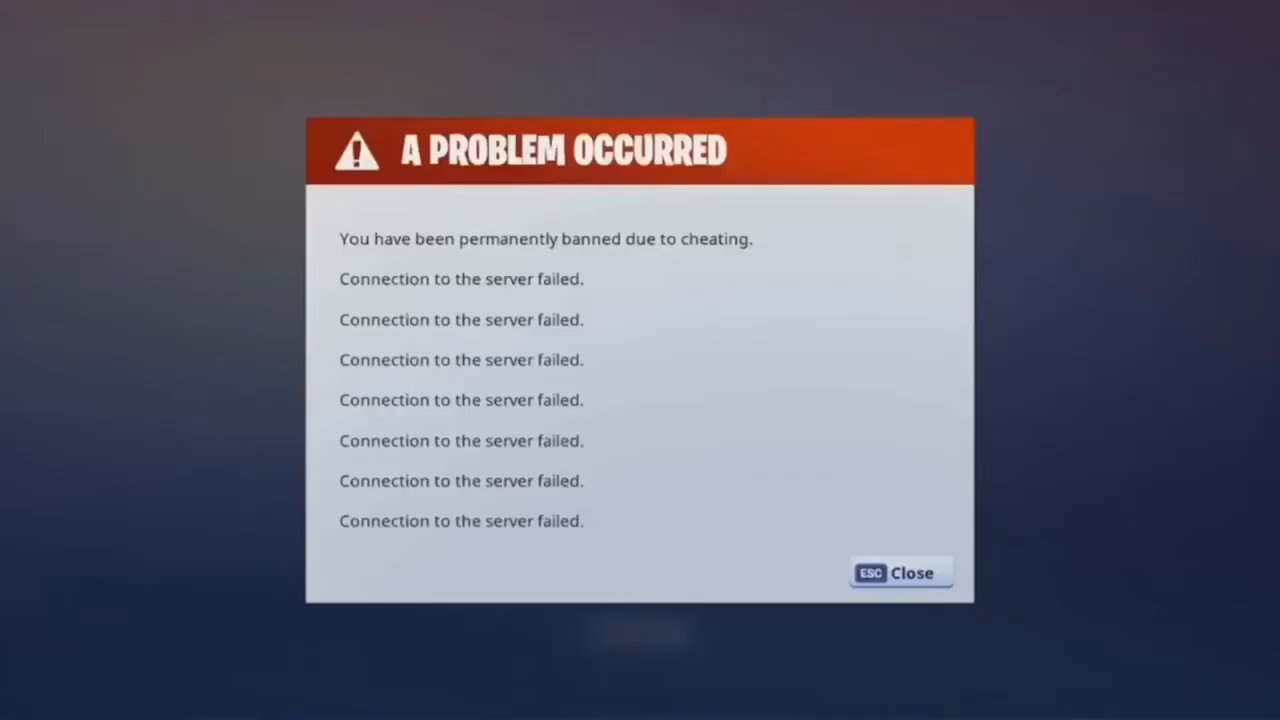 A PROBLEM OCCURRED
You have been permanently banned due to cheating.
Connection to the server failed.
Connection to the server failed.
Connection to the server failed.
Connection to the server failed.
Connection to the server failed.
Connection to the server failed.
Connection to the server failed.
ESC Close